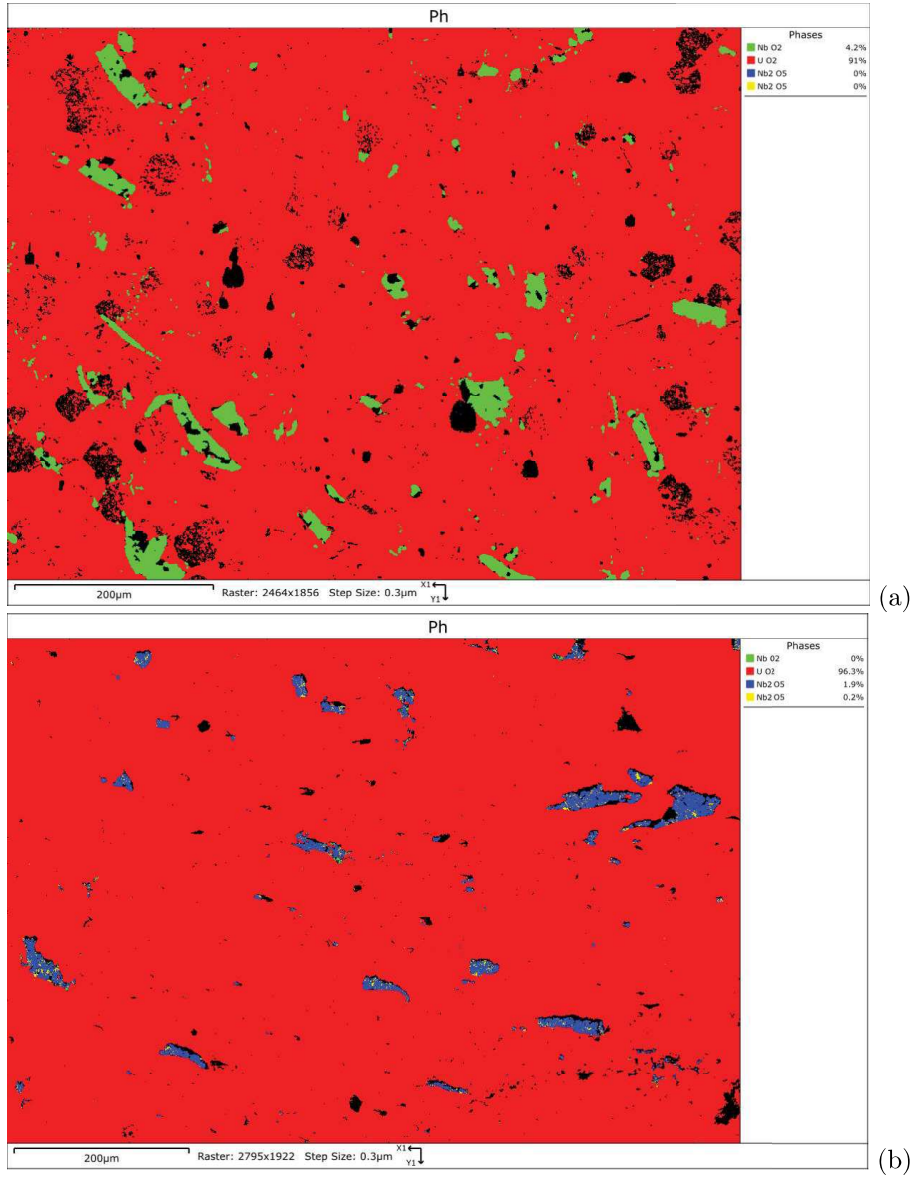 Ph
Phases
Nb O2 4.2%
U O2 91%
Nb2 O5 0%
Nb2 O5 0%
200µm Raster: 2464x1856 Step Size: 0.3µm X1 Y1
(a)
Ph
Phases
Nb O2 0%
U O2 96.3%
Nb2 O5 1.9%
Nb2 O5 0.2%
200µm Raster: 2795x1922 Step Size: 0.3µm X1 Y1
(b)